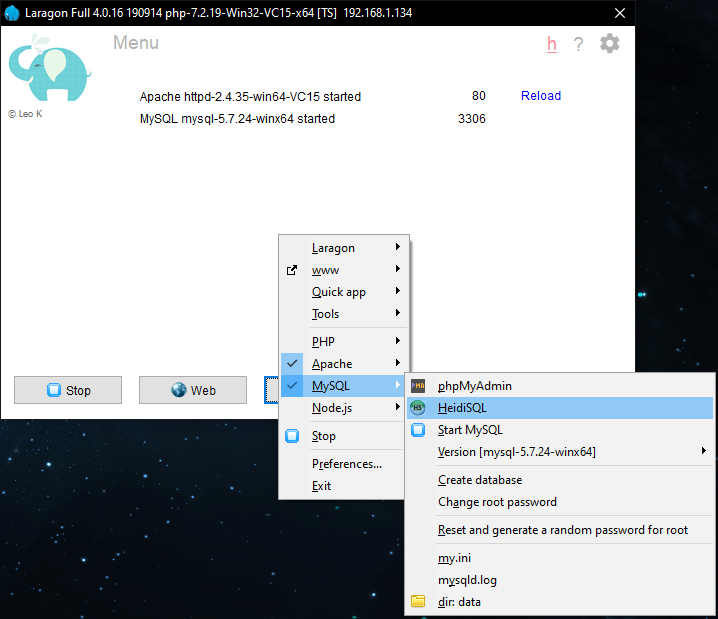 Laragon Full 4.0.16 190914 php-7.2.19-Win32-VC15-x64 [TS] 192.168.1.134
Menu
h ?
© Leo K
Apache httpd-2.4.35-win64-VC15 started 80 Reload
MySQL mysql-5.7.24-winx64 started 3306
Stop
Web
Laragon
www
Quick app
Tools
PHP
Apache
MySQL
Node.js
Stop
Preferences...
Exit
PMA phpMyAdmin
HS HeidiSQL
Start MySQL
Version [mysql-5.7.24-winx64]
Create database
Change root password
Reset and generate a random password for root
my.ini
mysqld.log
dir: data